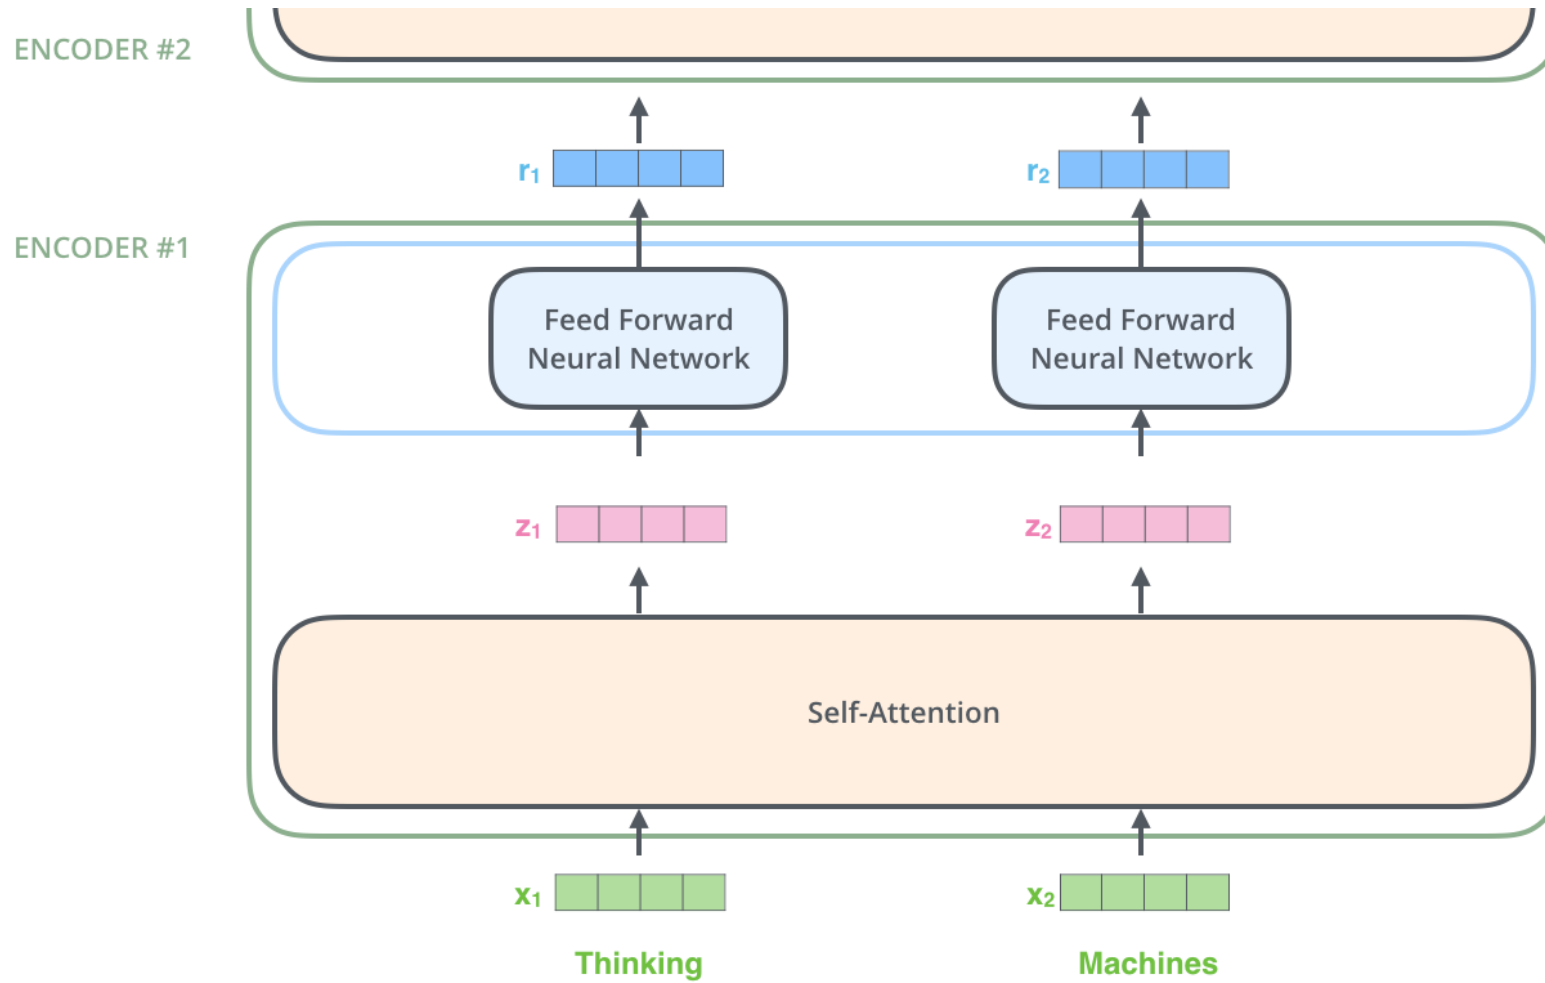 ENCODER #2
r₁
r₂
ENCODER #1
Feed Forward
Neural Network
Feed Forward
Neural Network
z₁
z₂
Self-Attention
x₁
x₂
Thinking
Machines